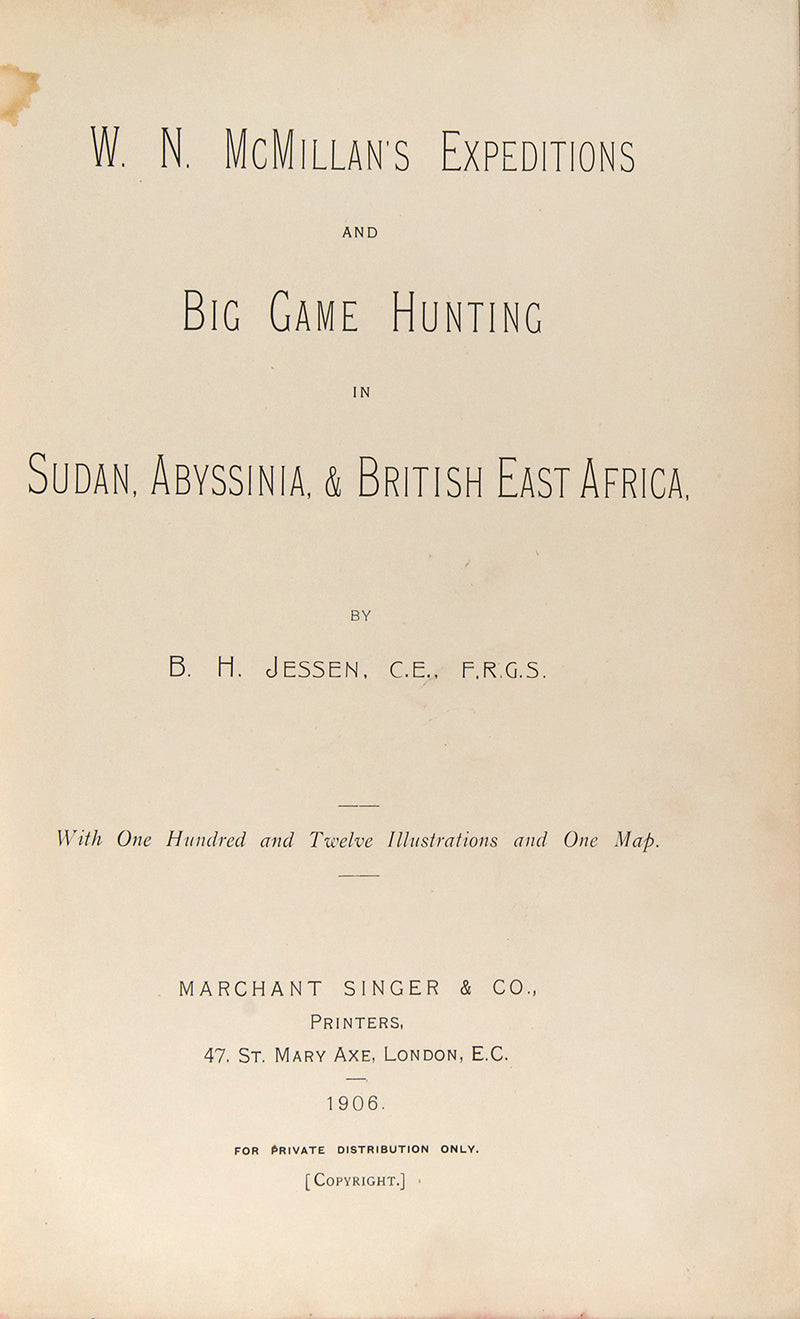 W. N. McMillan's Expeditions
AND
Big Game Hunting
IN
Sudan, Abyssinia, & British East Africa,
BY
B. H. Jessen, C.E., F.R.G.S.
With One Hundred and Twelve Illustrations and One Map.
MARCHANT SINGER & CO.,
Printers,
47, St. Mary Axe, London, E.C.
1906.
FOR PRIVATE DISTRIBUTION ONLY.
[Copyright.]